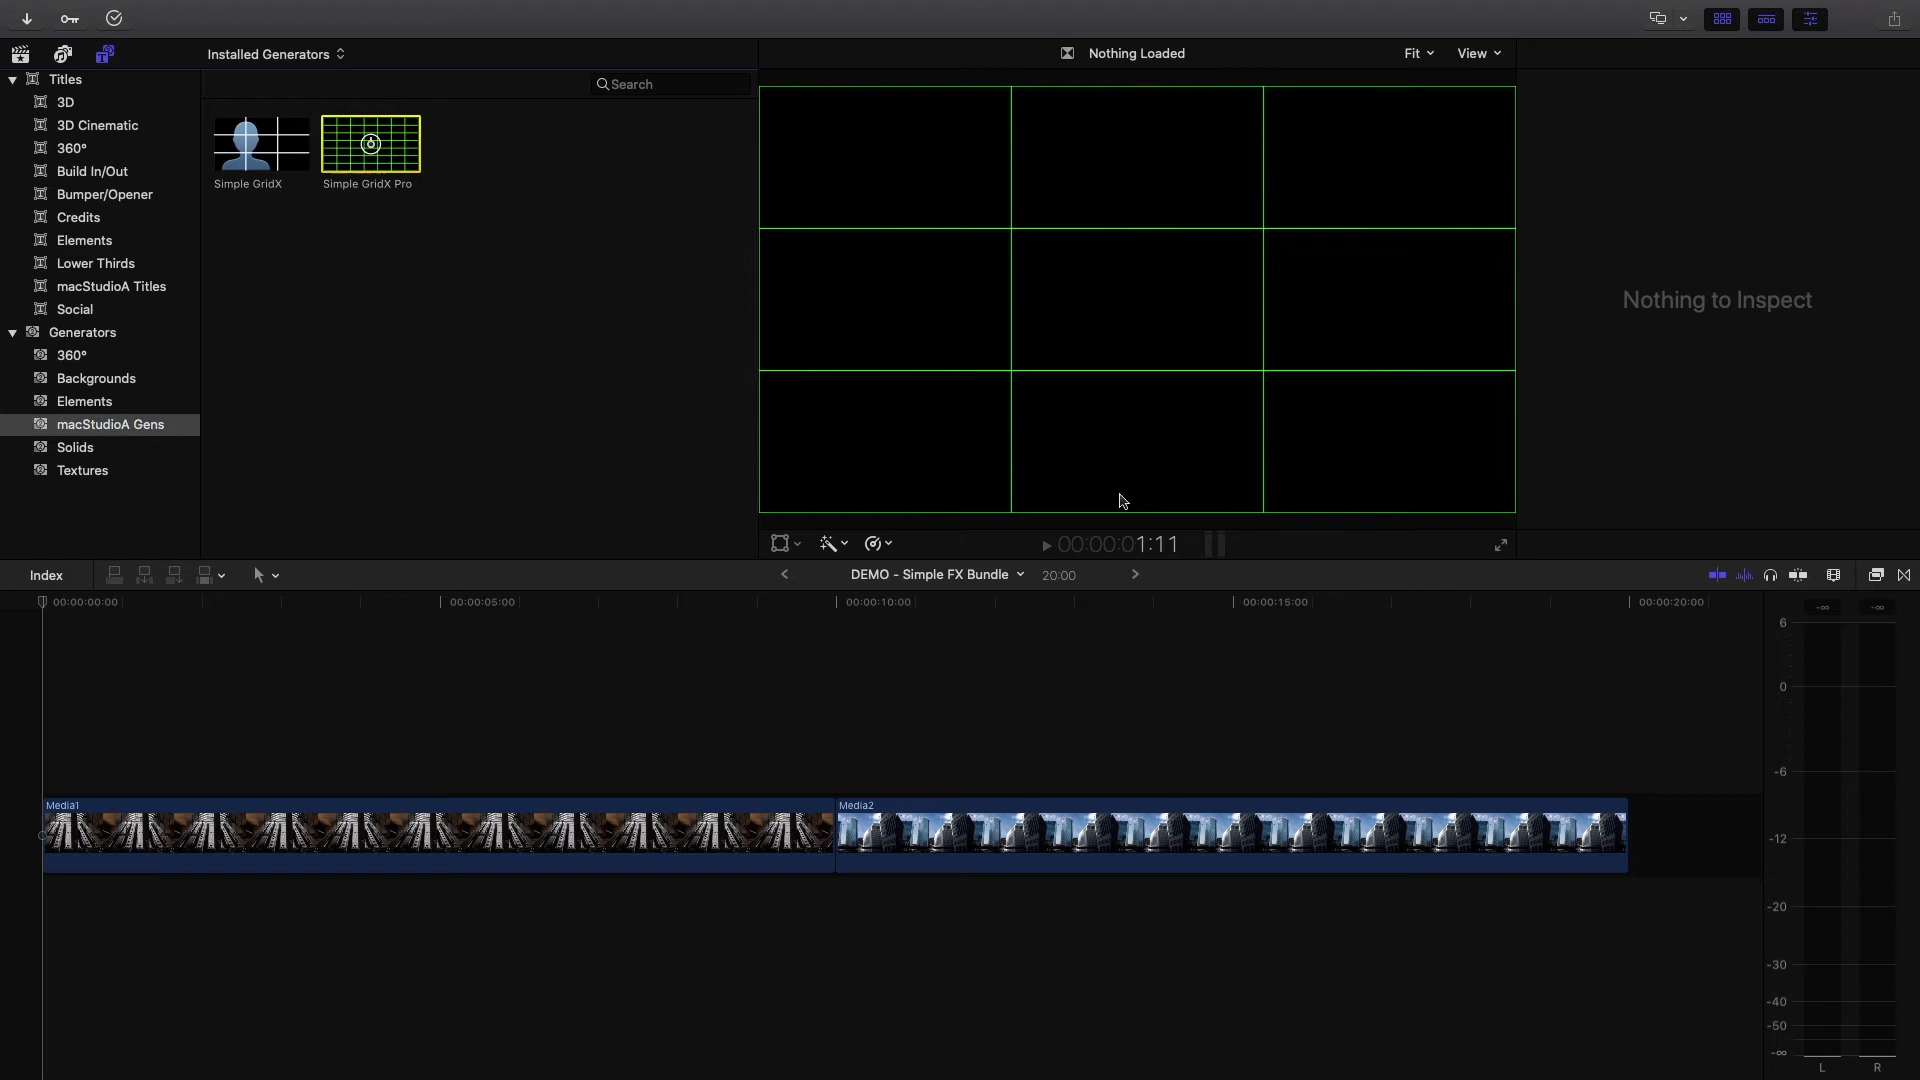 Installed Generators
Nothing Loaded
Fit
View
Titles
3D
3D Cinematic
360°
Build In/Out
Bumper/Opener
Credits
Elements
Lower Thirds
macStudioA Titles
Social
Generators
360°
Backgrounds
Elements
macStudioA Gens
Solids
Textures
Search
Simple GridX
Simple GridX Pro
Nothing to Inspect
00:00:01:11
Index
DEMO - Simple FX Bundle
20:00
00:00:00:00
00:00:05:00
00:00:10:00
00:00:15:00
00:00:20:00
Media1
Media2
-∞
-∞
6
0
-6
-12
-20
-30
-40
-50
-∞
L
R